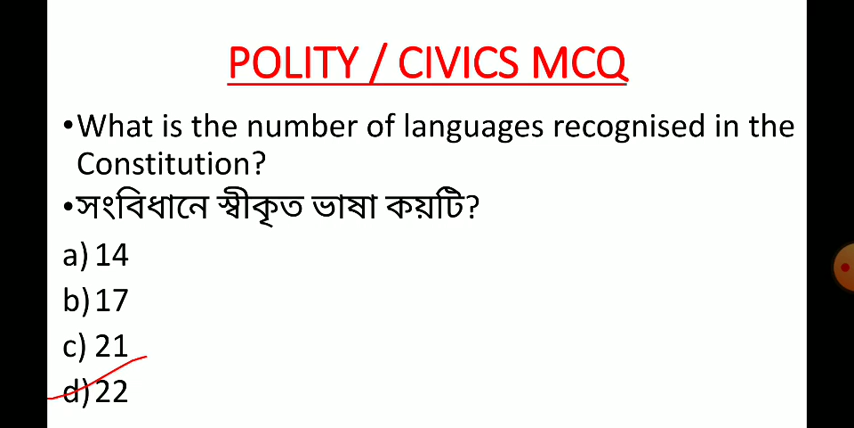 POLITY / CIVICS MCQ
•What is the number of languages recognised in the
Constitution?
•সংবিধানে স্বীকৃত ভাষা কয়টি?
a) 14
b) 17
c) 21
d) 22